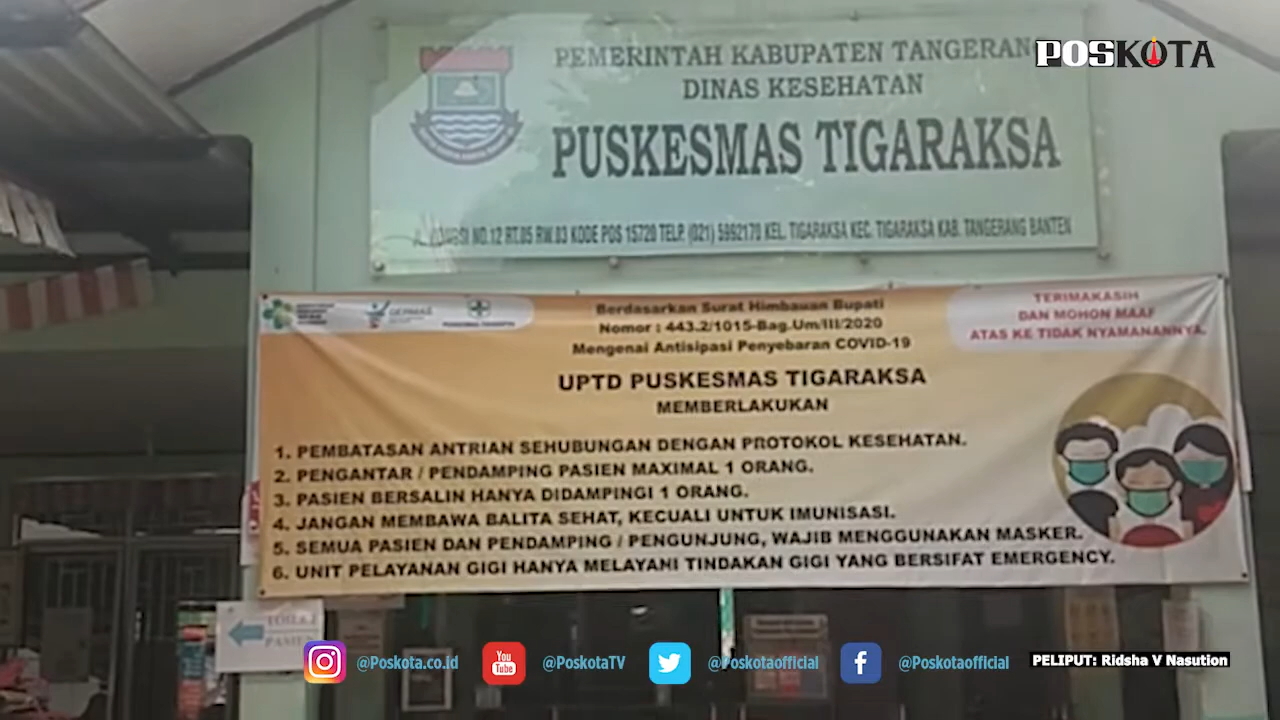 POSKOTA
PEMERINTAH KABUPATEN TANGERANG
DINAS KESEHATAN
PUSKESMAS TIGARAKSA
NO.12 RT.05 RW.03 KODE POS 15720 TELP. (021) 5992170 KEL. TIGARAKSA KEC. TIGARAKSA KAB. TANGERANG BANTEN
GERMAS
Berdasarkan Surat Himbauan Bupati
Nomor : 443.2/1015-Bag.Um/III/2020
Mengenai Antisipasi Penyebaran COVID-19
TERIMAKASIH
DAN MOHON MAAF
ATAS KE TIDAK NYAMANANNYA.
UPTD PUSKESMAS TIGARAKSA
MEMBERLAKUKAN
1. PEMBATASAN ANTRIAN SEHUBUNGAN DENGAN PROTOKOL KESEHATAN.
2. PENGANTAR / PENDAMPING PASIEN MAXIMAL 1 ORANG.
3. PASIEN BERSALIN HANYA DIDAMPINGI 1 ORANG.
4. JANGAN MEMBAWA BALITA SEHAT, KECUALI UNTUK IMUNISASI.
5. SEMUA PASIEN DAN PENDAMPING / PENGUNJUNG, WAJIB MENGGUNAKAN MASKER.
6. UNIT PELAYANAN GIGI HANYA MELAYANI TINDAKAN GIGI YANG BERSIFAT EMERGENCY.
PASIEN
@Poskota.co.id
You Tube
@PoskotaTV
@Poskotaofficial
@Poskotaofficial
PELIPUT: Ridsha V Nasution